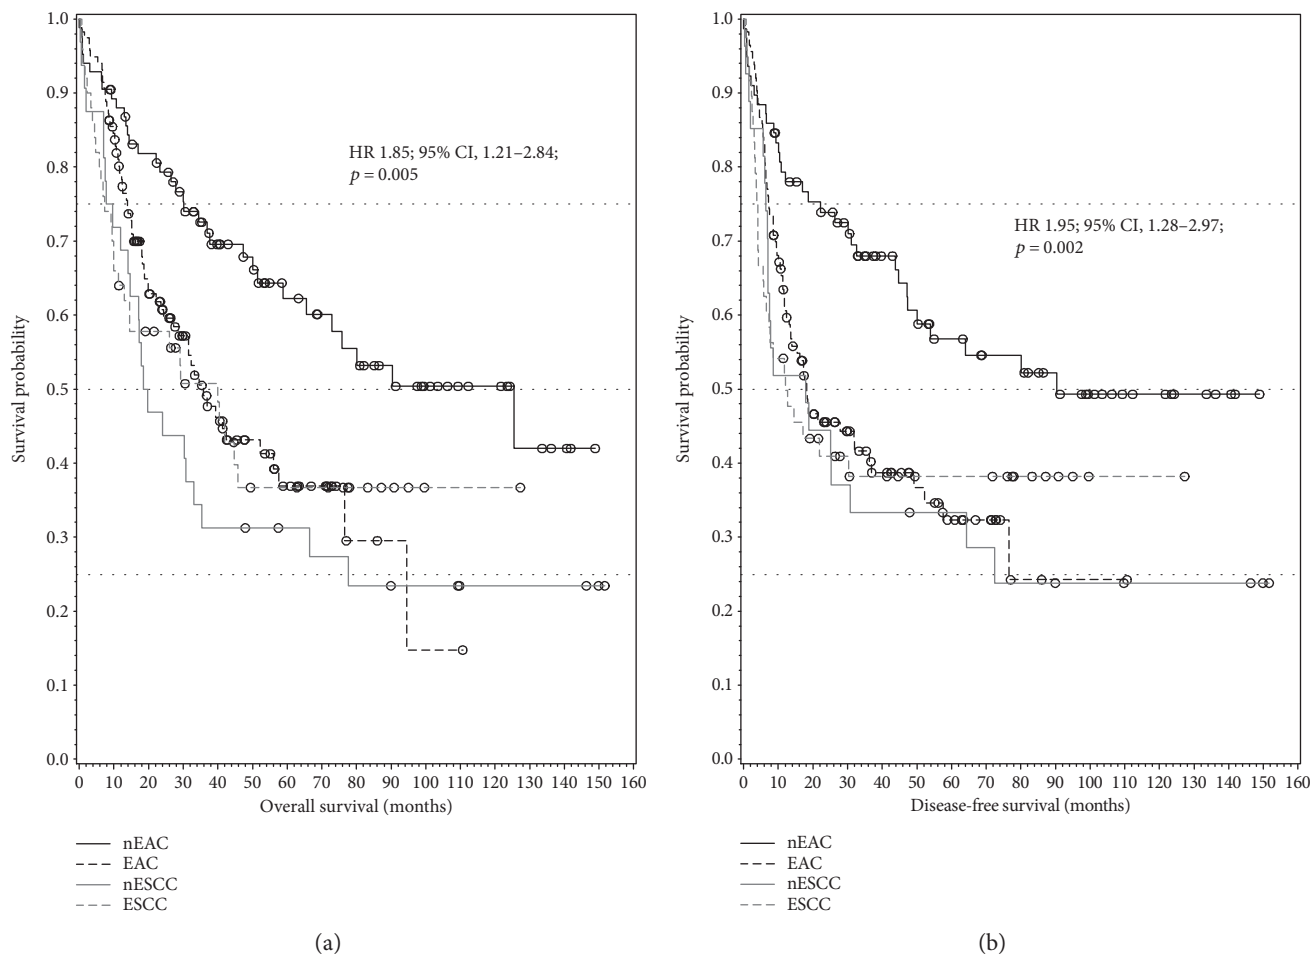 1.0
0.9
0.8
0.7
0.6
0.5
0.4
0.3
0.2
0.1
0.0
Survival probability
HR 1.85; 95% CI, 1.21–2.84;
p = 0.005
0 10 20 30 40 50 60 70 80 90 100 110 120 130 140 150 160
Overall survival (months)
nEAC
EAC
nESCC
ESCC
(a)
1.0
0.9
0.8
0.7
0.6
0.5
0.4
0.3
0.2
0.1
0.0
Survival probability
HR 1.95; 95% CI, 1.28–2.97;
p = 0.002
0 10 20 30 40 50 60 70 80 90 100 110 120 130 140 150 160
Disease-free survival (months)
nEAC
EAC
nESCC
ESCC
(b)